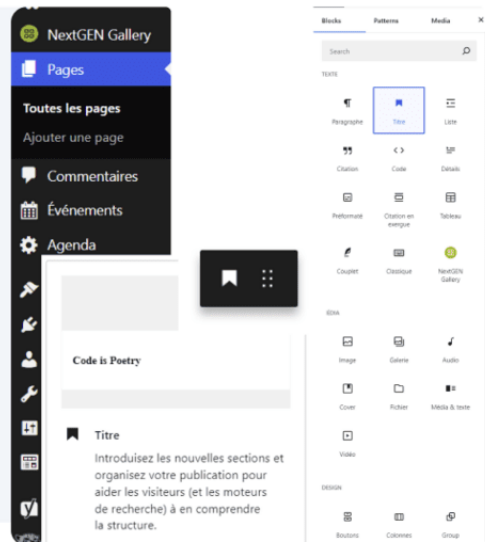 NextGEN Gallery
Pages
Toutes les pages
Ajouter une page
Commentaires
Événements
Agenda
Code is Poetry
Titre
Introduisez les nouvelles sections et
organisez votre publication pour
aider les visiteurs (et les moteurs
de recherche) à en comprendre
la structure.
Blocks Patterns Media
Search
TEXTE
Paragraphe Titre Liste
Citation Code Détails
Préformaté Citation en exergue Tableau
Couplet Classique NextGEN Gallery
ÉDIA
Image Galerie Audio
Cover Fichier Média & texte
Vidéo
DESIGN
Boutons Colonnes Group